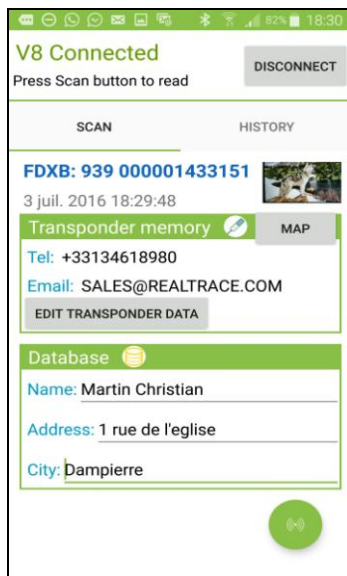 82% 18:30
V8 Connected
Press Scan button to read
DISCONNECT
SCAN HISTORY
FDXB: 939 000001433151
3 juil. 2016 18:29:48
Transponder memory MAP
Tel: +33134618980
Email: SALES@REALTRACE.COM
EDIT TRANSPONDER DATA
Database
Name: Martin Christian
Address: 1 rue de l'eglise
City: Dampierre